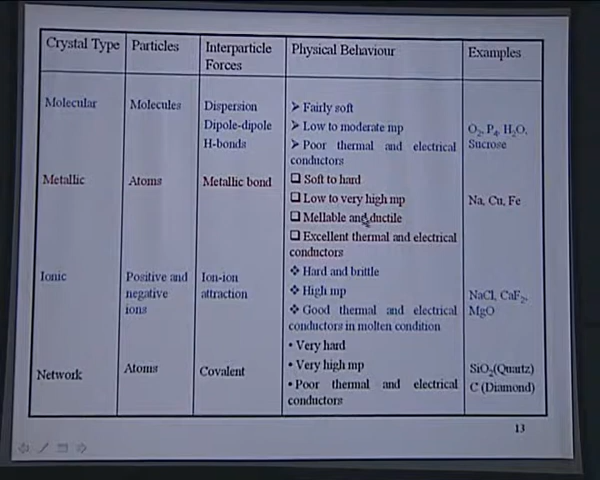 Crystal Type Particles Interparticle Forces Physical Behaviour Examples
Molecular Molecules Dispersion
Dipole-dipole
H-bonds
➢ Fairly soft
➢ Low to moderate mp
➢ Poor thermal and electrical
conductors
O₂, P₄, H₂O,
Sucrose
Metallic Atoms Metallic bond
❑ Soft to hard
❑ Low to very high mp
❑ Mellable and ductile
❑ Excellent thermal and electrical
conductors
Na, Cu, Fe
Ionic Positive and
negative
ions
Ion-ion
attraction
❖ Hard and brittle
❖ High mp
❖ Good thermal and electrical
conductors in molten condition
NaCl, CaF₂,
MgO
Network Atoms Covalent
• Very hard
• Very high mp
• Poor thermal and electrical
conductors
SiO₂(Quartz)
C (Diamond)
13